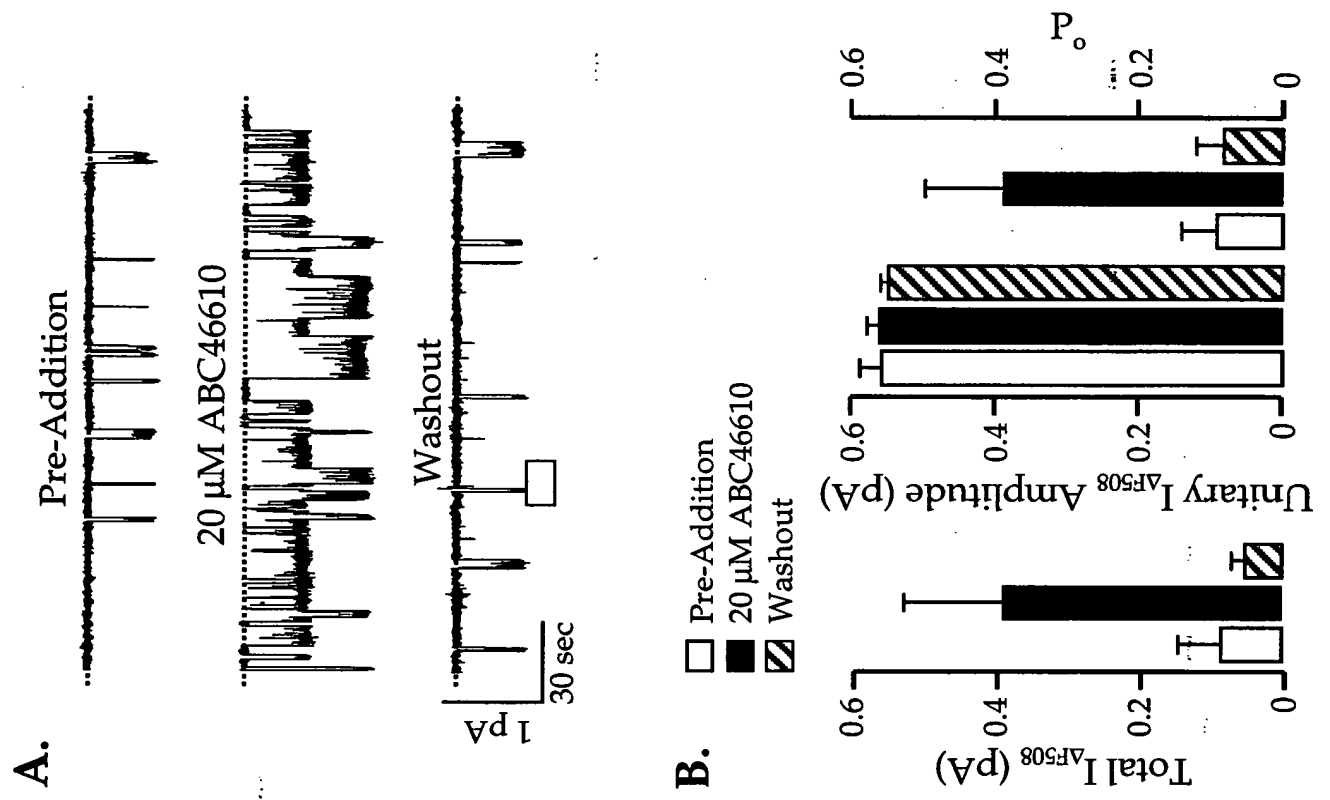 A.
Pre-Addition
20 μM ABC46610
Washout
1 pA
30 sec
B.
Pre-Addition
20 μM ABC46610
Washout
Total I ΔF508 (pA)
0.6
0.4
0.2
0
Unitary I ΔF508 Amplitude (pA)
0.6
0.4
0.2
0
Po
0.6
0.4
0.2
0